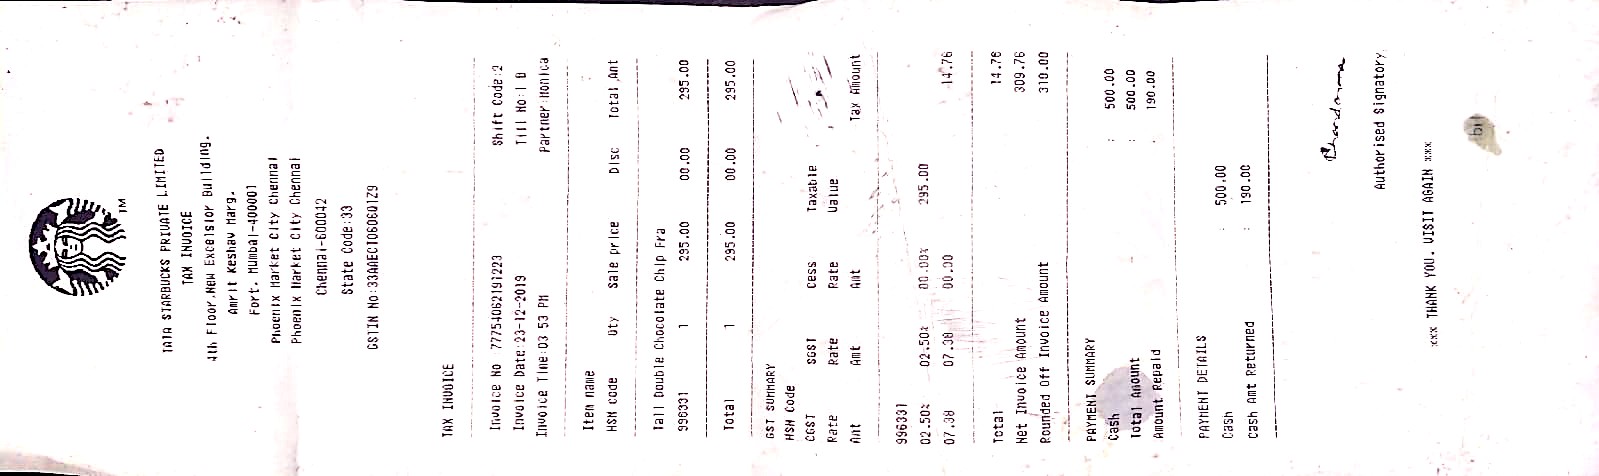 TM
TATA STARBUCKS PRIVATE LIMITED
TAX INVOICE
4th Floor,New Excelsior Building.
Amrit Keshav Marg.
Fort. Mumbai-400001
Phoenix Market City Chennai
Phoenix Market City Chennai
Chennai-600042
State Code:33
GSTIN No:33AAECT0606Q1Z9
TAX INVOICE
Invoice No 77754062191223 Shift Code:2
Invoice Date:23-12-2019 Till No:1 B
Invoice Time:03 53 PM Partner:Monica
Item name
HSN code Qty Sale price Disc Total Amt
Tall Double Chocolate Chip Fra
996331 1 295.00 00.00 295.00
Total 1 295.00 00.00 295.00
GST SUMMARY
HSN Code
CGST SGST Cess Taxable
Rate Rate Rate Value
Amt Amt Amt Tax Amount
996331
02.50% 02.50% 00.00% 295.00
07.38 07.38 00.00 14.76
Total 14.76
Net Invoice Amount 309.76
Rounded Off Invoice Amount 310.00
PAYMENT SUMMARY
Cash : 500.00
Total Amount 500.00
Amount Repaid : 190.00
PAYMENT DETAILS
Cash : 500.00
Cash Amt Returned : 190.00
Authorised Signatory
xxx THANK YOU. VISIT AGAIN xxx